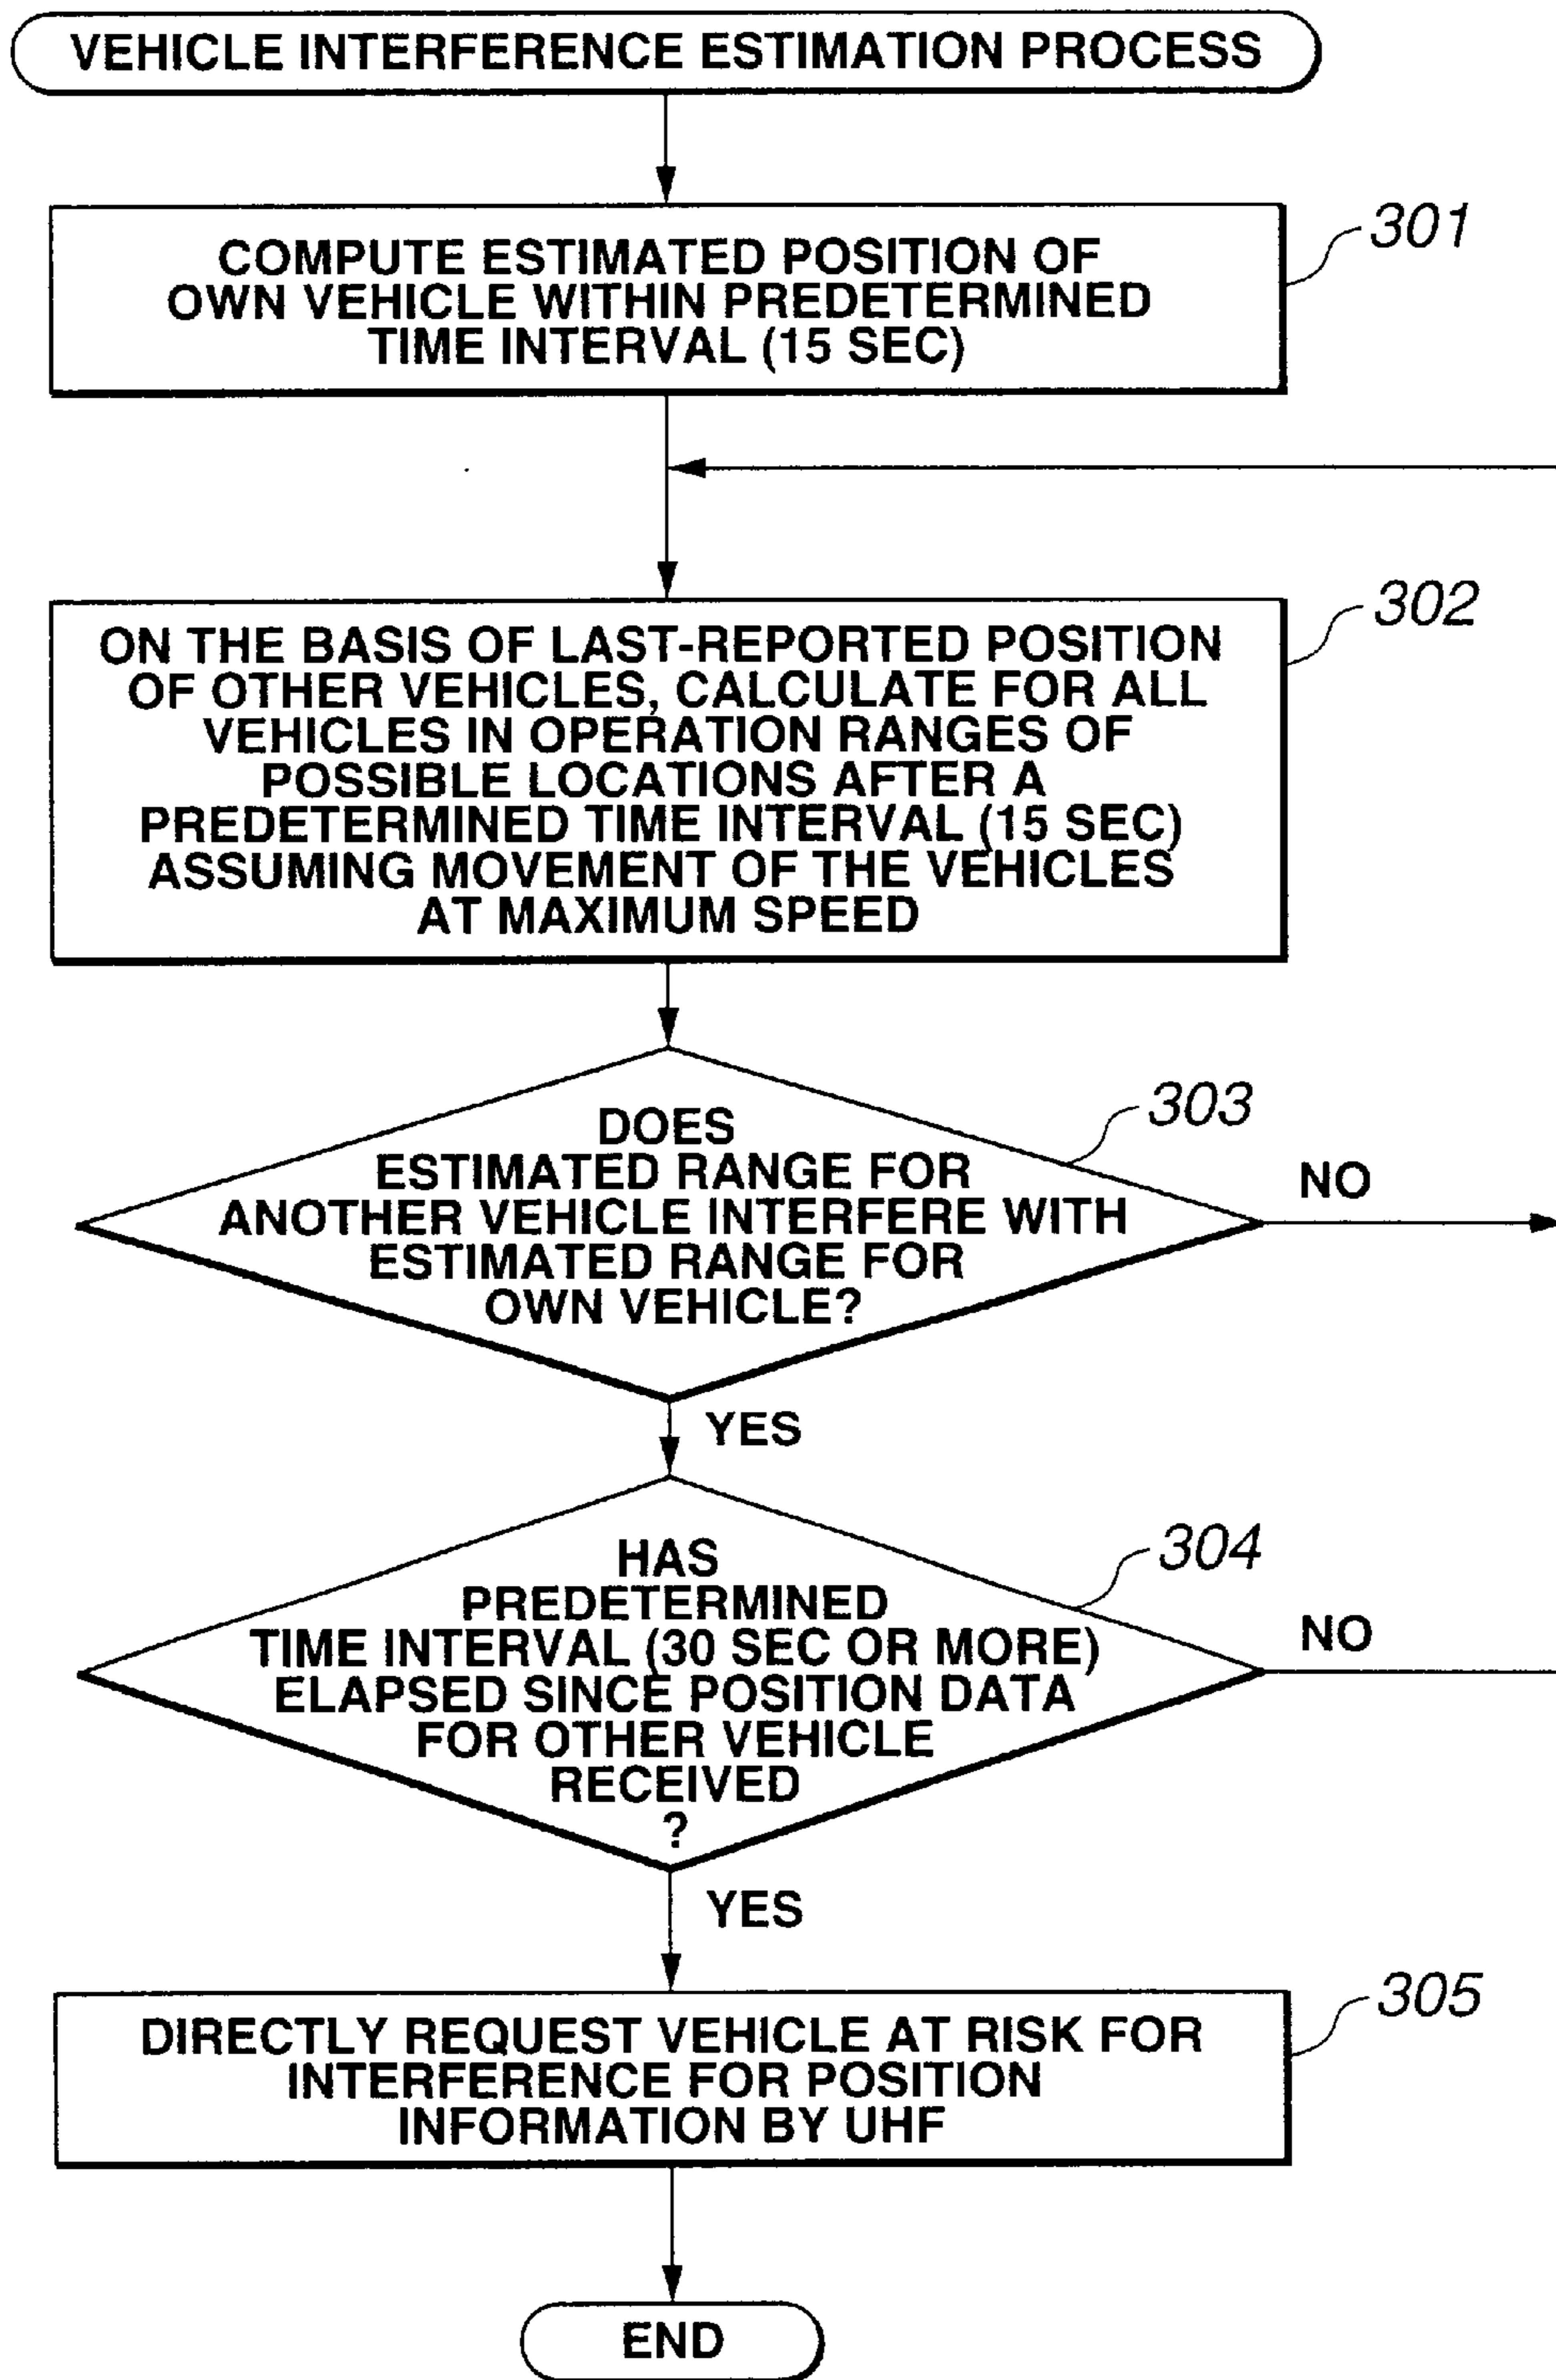 VEHICLE INTERFERENCE ESTIMATION PROCESS
301
COMPUTE ESTIMATED POSITION OF
OWN VEHICLE WITHIN PREDETERMINED
TIME INTERVAL (15 SEC)
302
ON THE BASIS OF LAST-REPORTED POSITION
OF OTHER VEHICLES, CALCULATE FOR ALL
VEHICLES IN OPERATION RANGES OF
POSSIBLE LOCATIONS AFTER A
PREDETERMINED TIME INTERVAL (15 SEC)
ASSUMING MOVEMENT OF THE VEHICLES
AT MAXIMUM SPEED
303
DOES
ESTIMATED RANGE FOR
ANOTHER VEHICLE INTERFERE WITH
ESTIMATED RANGE FOR
OWN VEHICLE?
NO
YES
304
HAS
PREDETERMINED
TIME INTERVAL (30 SEC OR MORE)
ELAPSED SINCE POSITION DATA
FOR OTHER VEHICLE
RECEIVED
?
NO
YES
305
DIRECTLY REQUEST VEHICLE AT RISK FOR
INTERFERENCE FOR POSITION
INFORMATION BY UHF
END